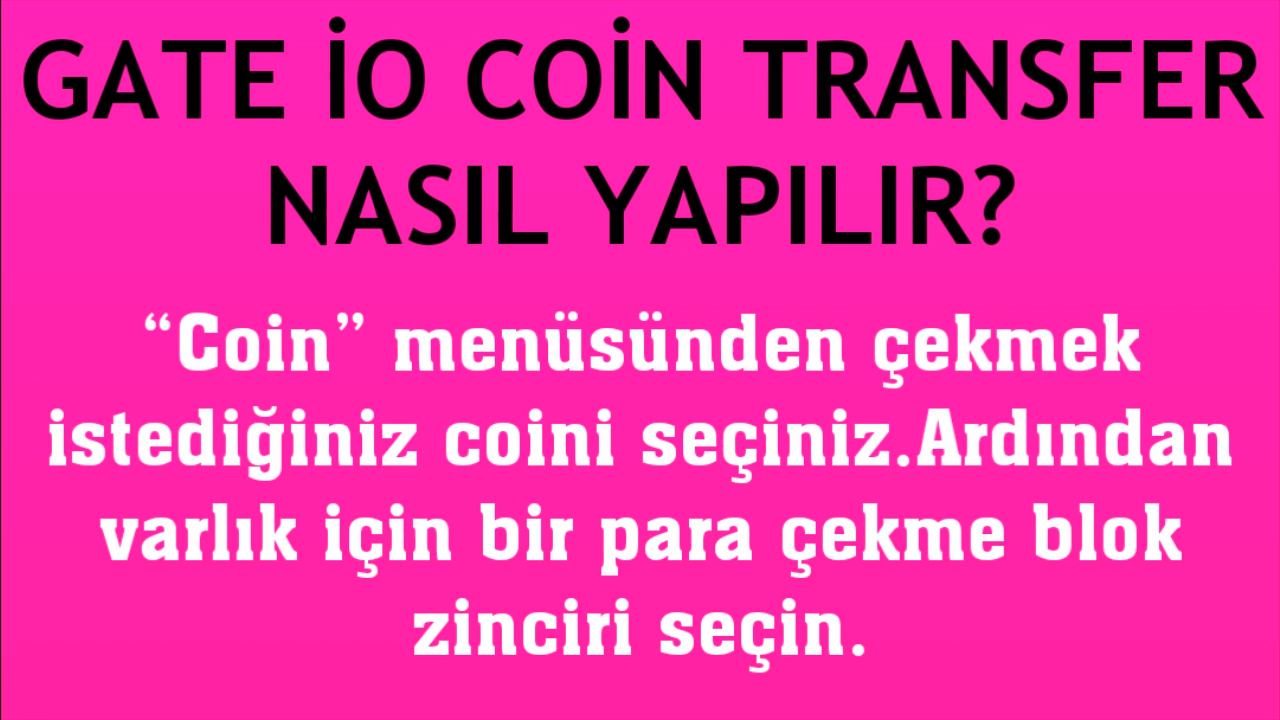 GATE İO COİN TRANSFER
NASIL YAPILIR?
“Coin” menüsünden çekmek
istediğiniz coini seçiniz.Ardından
varlık için bir para çekme blok
zinciri seçin.